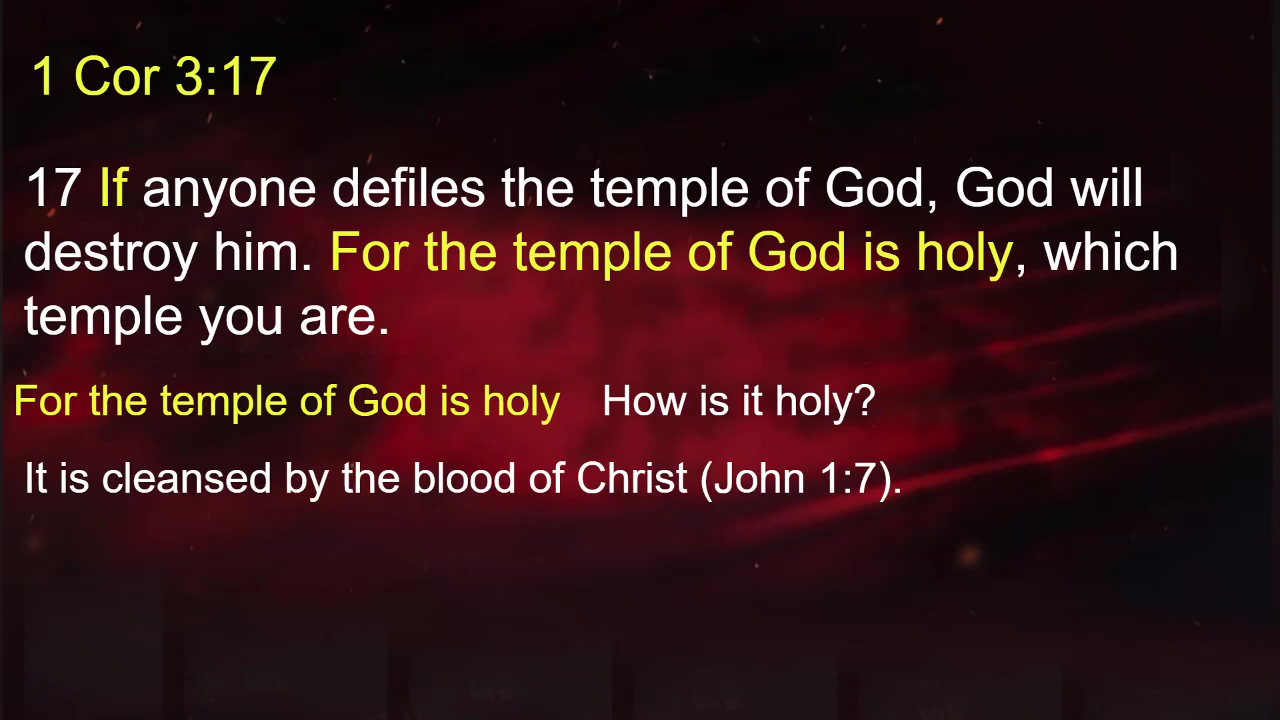 1 Cor 3:17
17 If anyone defiles the temple of God, God will
destroy him. For the temple of God is holy, which
temple you are.
For the temple of God is holy How is it holy?
It is cleansed by the blood of Christ (John 1:7).